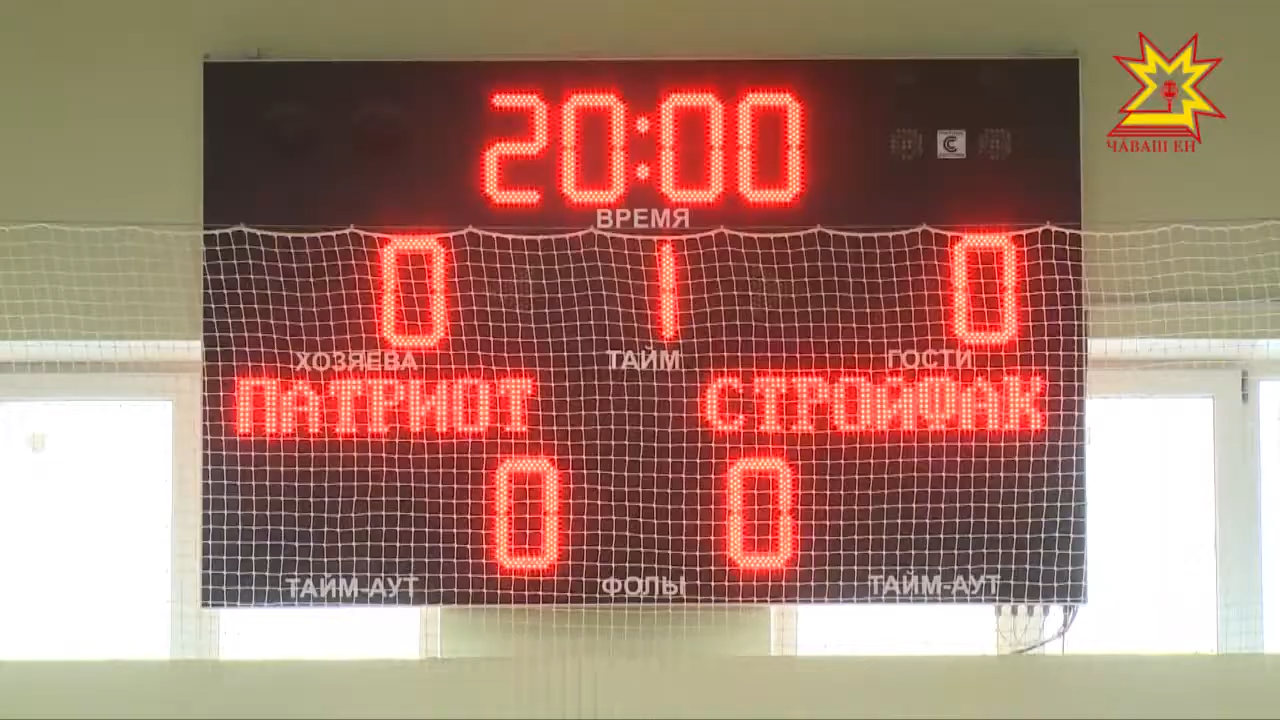 20:00
ЧӐВАШ ЕН
ВРЕМЯ
0 1 0
ХОЗЯЕВА ТАЙМ ГОСТИ
ПАТРИОТ СТРОЙФАК
0 0
ТАЙМ-АУТ ФОЛЫ ТАЙМ-АУТ